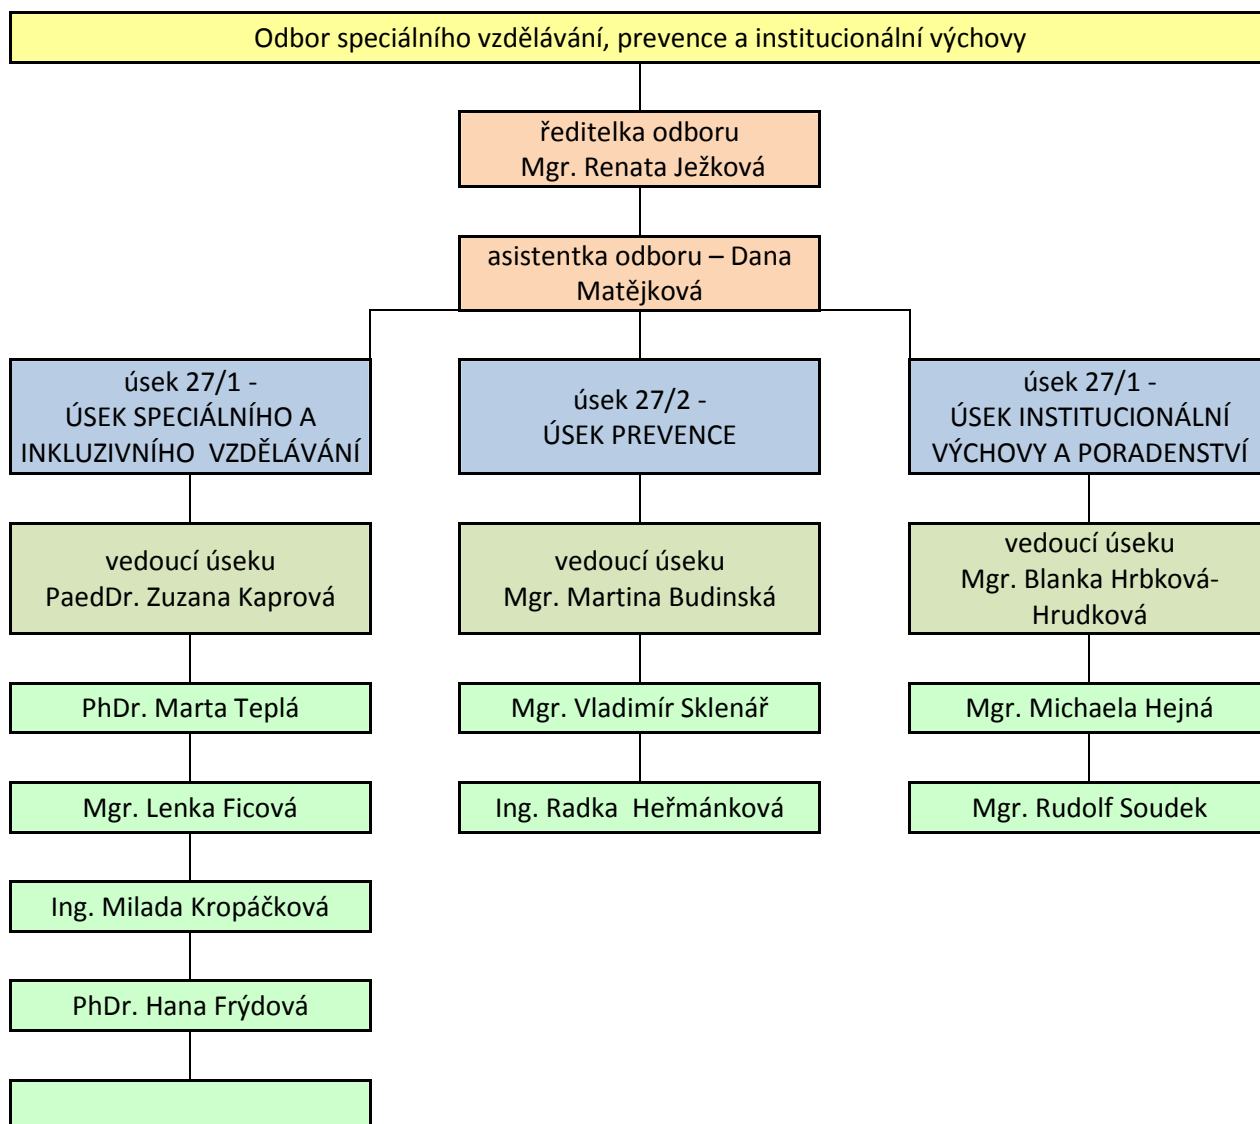 Odbor speciálního vzdělávání, prevence a institucionální výchovy
ředitelka odboru
Mgr. Renata Ježková
asistentka odboru – Dana
Matějková
úsek 27/1 -
ÚSEK SPECIÁLNÍHO A
INKLUZIVNÍHO VZDĚLÁVÁNÍ
úsek 27/2 -
ÚSEK PREVENCE
úsek 27/1 -
ÚSEK INSTITUCIONÁLNÍ
VÝCHOVY A PORADENSTVÍ
vedoucí úseku
PaedDr. Zuzana Kaprová
vedoucí úseku
Mgr. Martina Budinská
vedoucí úseku
Mgr. Blanka Hrbková-
Hrudková
PhDr. Marta Teplá
Mgr. Vladimír Sklenář
Mgr. Michaela Hejná
Mgr. Lenka Ficová
Ing. Radka Heřmánková
Mgr. Rudolf Soudek
Ing. Milada Kropáčková
PhDr. Hana Frýdová